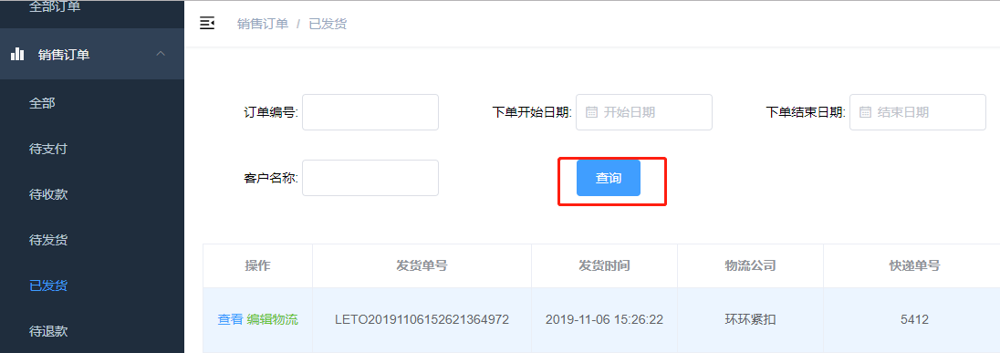 全部订单
销售订单 / 已发货
销售订单
全部
待支付
待收款
待发货
已发货
待退款
订单编号:
下单开始日期: 开始日期
下单结束日期: 结束日期
客户名称:
查询
操作 发货单号 发货时间 物流公司 快递单号
查看 编辑物流 LETO20191106152621364972 2019-11-06 15:26:22 环环紧扣 5412